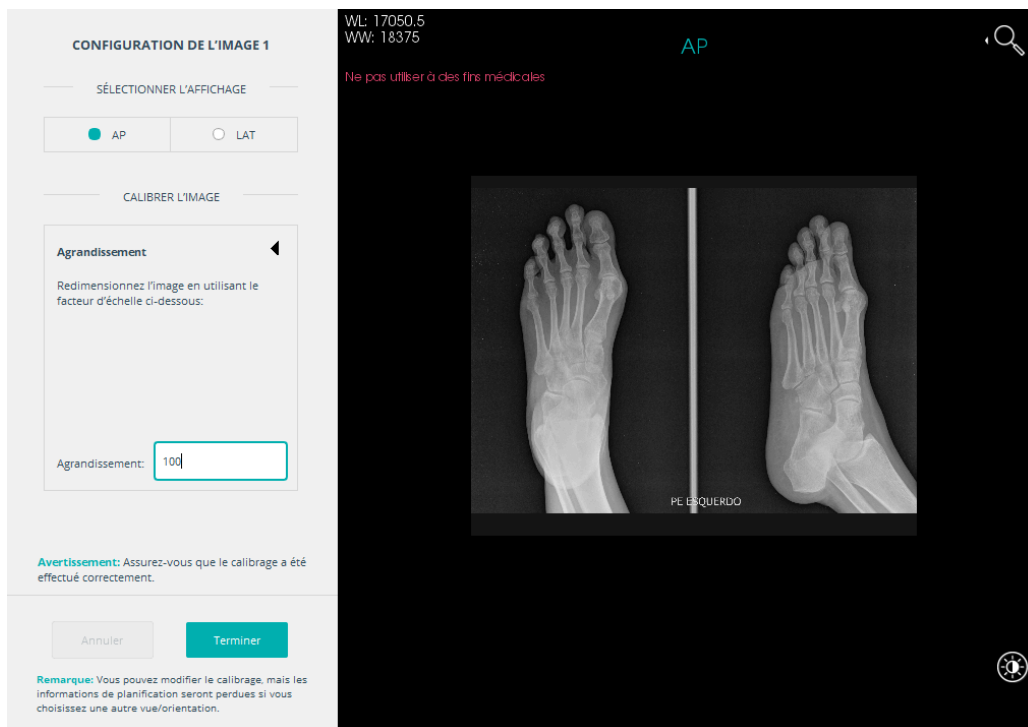 CONFIGURATION DE L'IMAGE 1
SÉLECTIONNER L'AFFICHAGE
AP
LAT
CALIBRER L'IMAGE
Agrandissement
Redimensionnez l'image en utilisant le
facteur d'échelle ci-dessous:
Agrandissement:
100
Avertissement: Assurez-vous que le calibrage a été
effectué correctement.
Annuler
Terminer
Remarque: Vous pouvez modifier le calibrage, mais les
informations de planification seront perdues si vous
choisissez une autre vue/orientation.
WL: 17050.5
WW: 18375
AP
Ne pas utiliser à des fins médicales
PE ESQUERDO